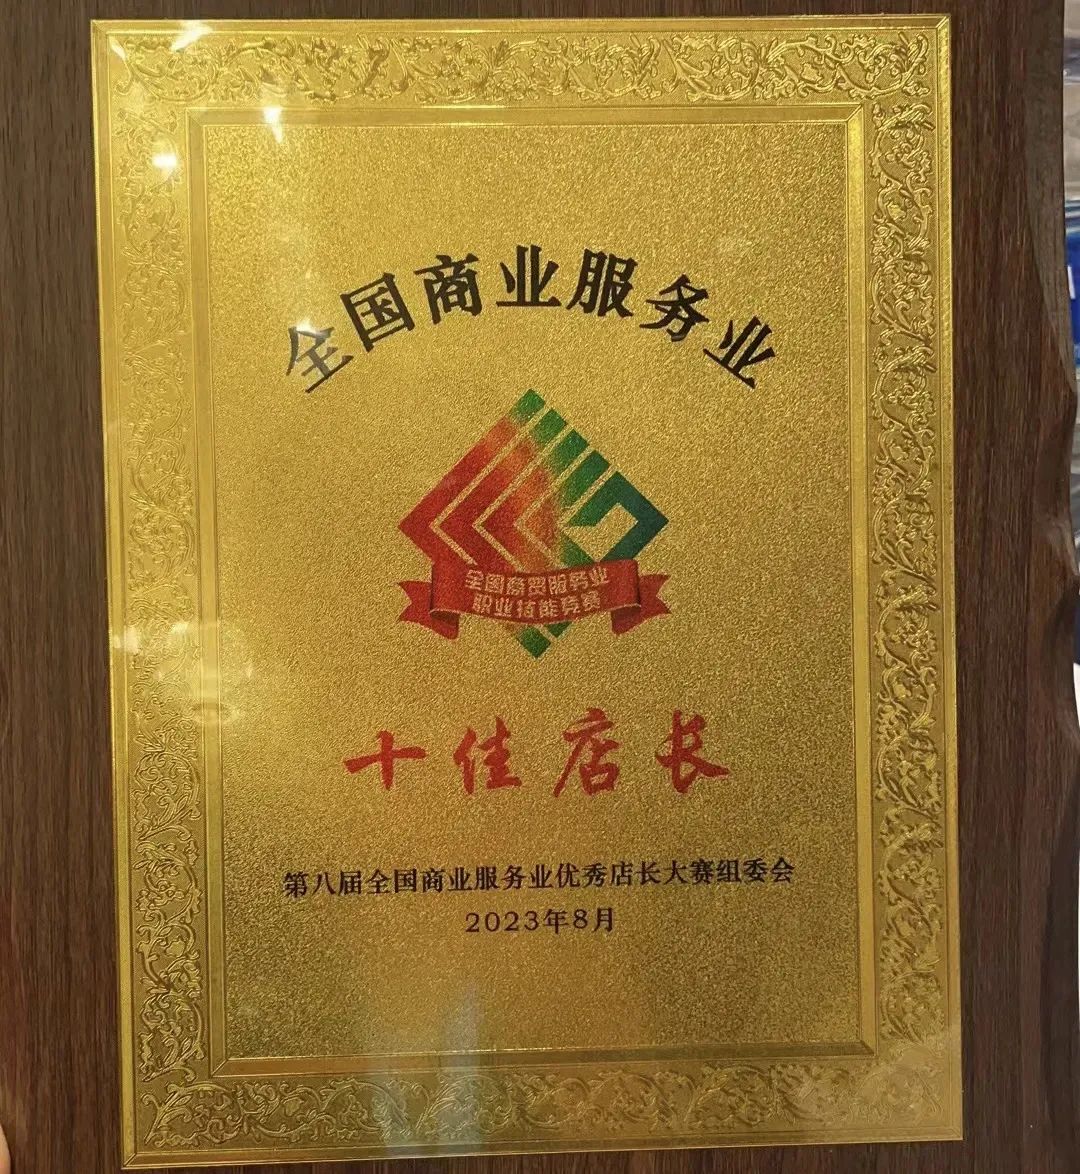 全国商业服务业
全国商贸服务业
职业技能竞赛
十佳店长
第八届全国商业服务业优秀店长大赛组委会
2023年8月